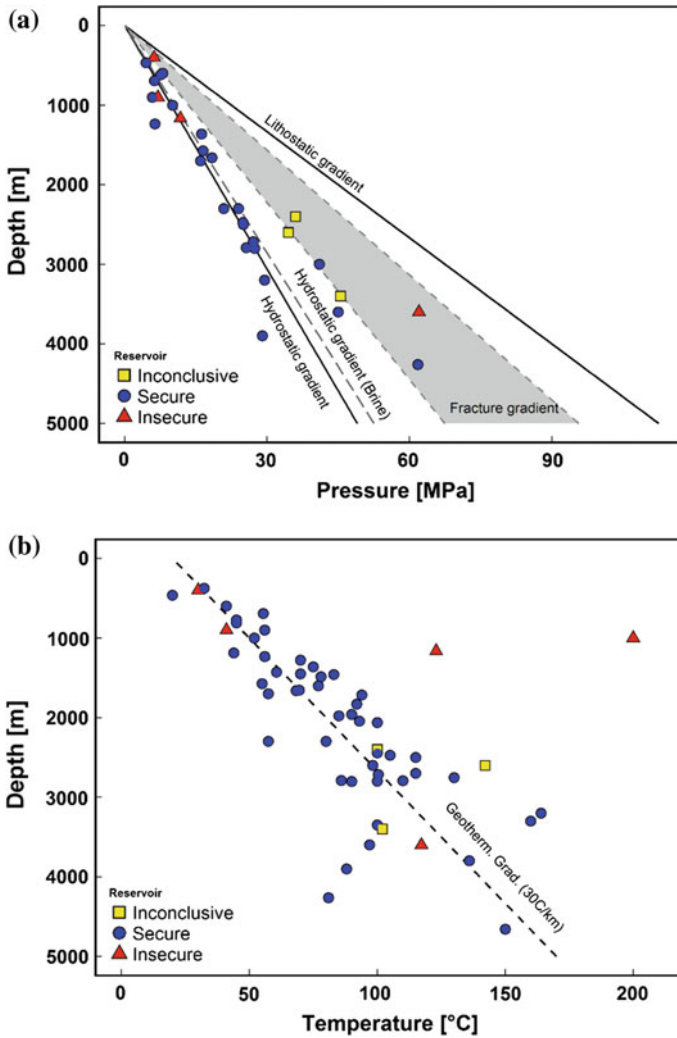 (a)
0
1000
2000
3000
4000
5000
Depth [m]
Lithostatic gradient
Hydrostatic gradient (Brine)
Hydrostatic gradient
Fracture gradient
Reservoir
Inconclusive
Secure
Insecure
0
30
60
90
Pressure [MPa]
(b)
0
1000
2000
3000
4000
5000
Depth [m]
Geotherm. Grad. (30C/km)
Reservoir
Inconclusive
Secure
Insecure
0
50
100
150
200
Temperature [°C]